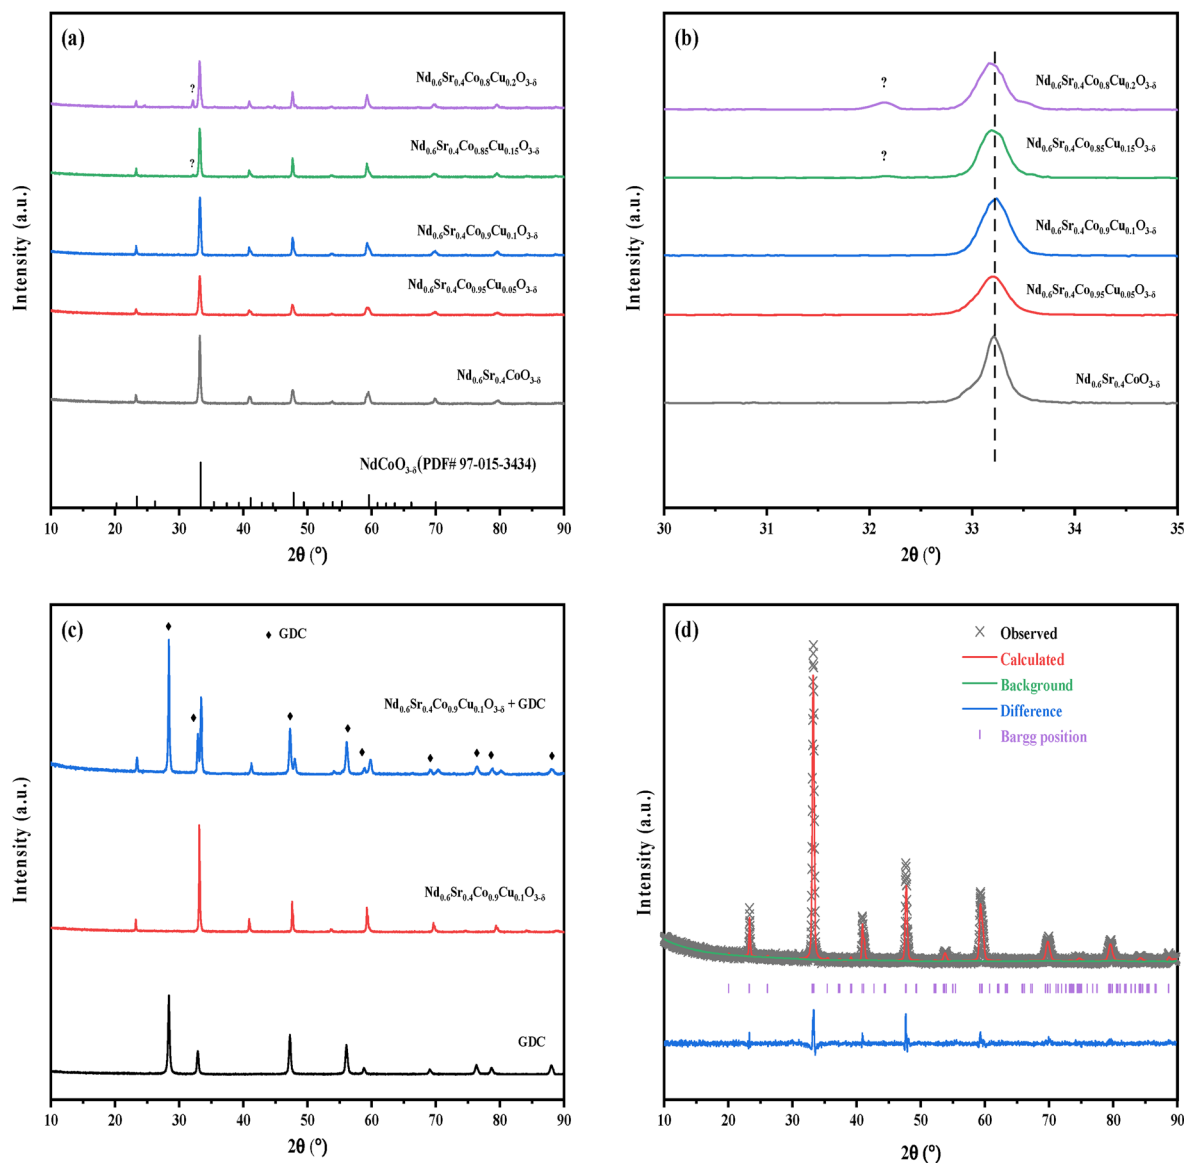 (a)
Nd0.6Sr0.4Co0.8Cu0.2O3-δ
?
Nd0.6Sr0.4Co0.85Cu0.15O3-δ
?
Nd0.6Sr0.4Co0.9Cu0.1O3-δ
Nd0.6Sr0.4Co0.95Cu0.05O3-δ
Nd0.6Sr0.4CoO3-δ
NdCoO3-δ(PDF# 97-015-3434)
Intensity (a.u.)
10 20 30 40 50 60 70 80 90
2θ (°)
(b)
Nd0.6Sr0.4Co0.8Cu0.2O3-δ
?
Nd0.6Sr0.4Co0.85Cu0.15O3-δ
?
Nd0.6Sr0.4Co0.9Cu0.1O3-δ
Nd0.6Sr0.4Co0.95Cu0.05O3-δ
Nd0.6Sr0.4CoO3-δ
Intensity (a.u.)
30 31 32 33 34 35
2θ (°)
(c)
GDC
Nd0.6Sr0.4Co0.9Cu0.1O3-δ + GDC
Nd0.6Sr0.4Co0.9Cu0.1O3-δ
GDC
Intensity (a.u.)
10 20 30 40 50 60 70 80 90
2θ (°)
(d)
Observed
Calculated
Background
Difference
Bargg position
Intensity (a.u.)
10 20 30 40 50 60 70 80 90
2θ (°)